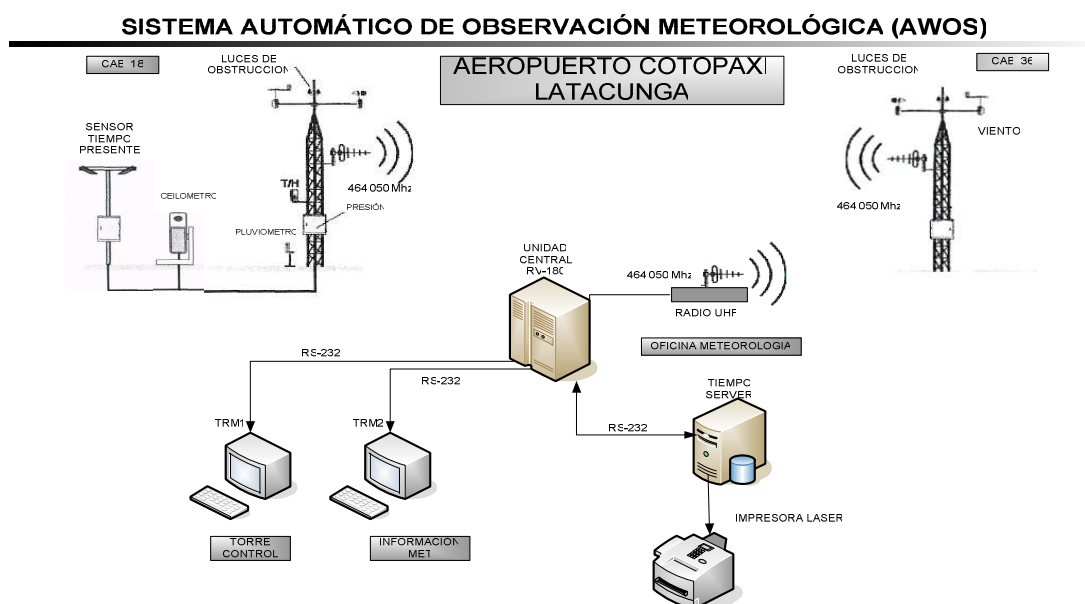 SISTEMA AUTOMÁTICO DE OBSERVACIÓN METEOROLÓGICA (AWOS)
CAE 18
LUCES DE
OBSTRUCCION
AEROPUERTO COTOPAXI
LATACUNGA
LUCES DE
OBSTRUCCION
CAE 36
SENSOR
TIEMPO
PRESENTE
VIENTO
CEILOMETRO
T/H
464 050 Mhz
PRESIÓN
464 050 Mhz
PLUVIOMETRO
UNIDAD
CENTRAL
RV-180
464 050 Mhz
RADIO UHF
OFICINA METEOROLOGIA
RS-232
RS-232
TIEMPO
SERVER
TRM1
TRM2
RS-232
IMPRESORA LASER
TORRE
CONTROL
INFORMACIÓN
MET